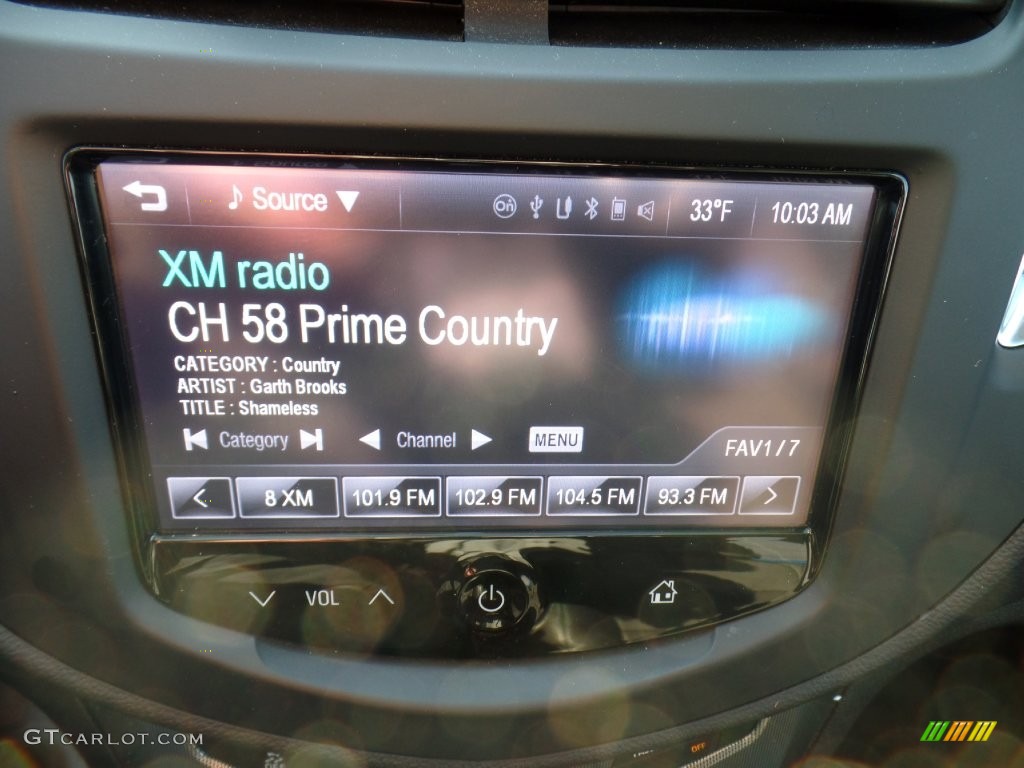 Source 33°F 10:03 AM
XM radio
CH 58 Prime Country
CATEGORY : Country
ARTIST : Garth Brooks
TITLE : Shameless
Category Channel MENU
FAV1 / 7
< 8 XM 101.9 FM 102.9 FM 104.5 FM 93.3 FM >
VOL
GTCARLOT.COM
OFF